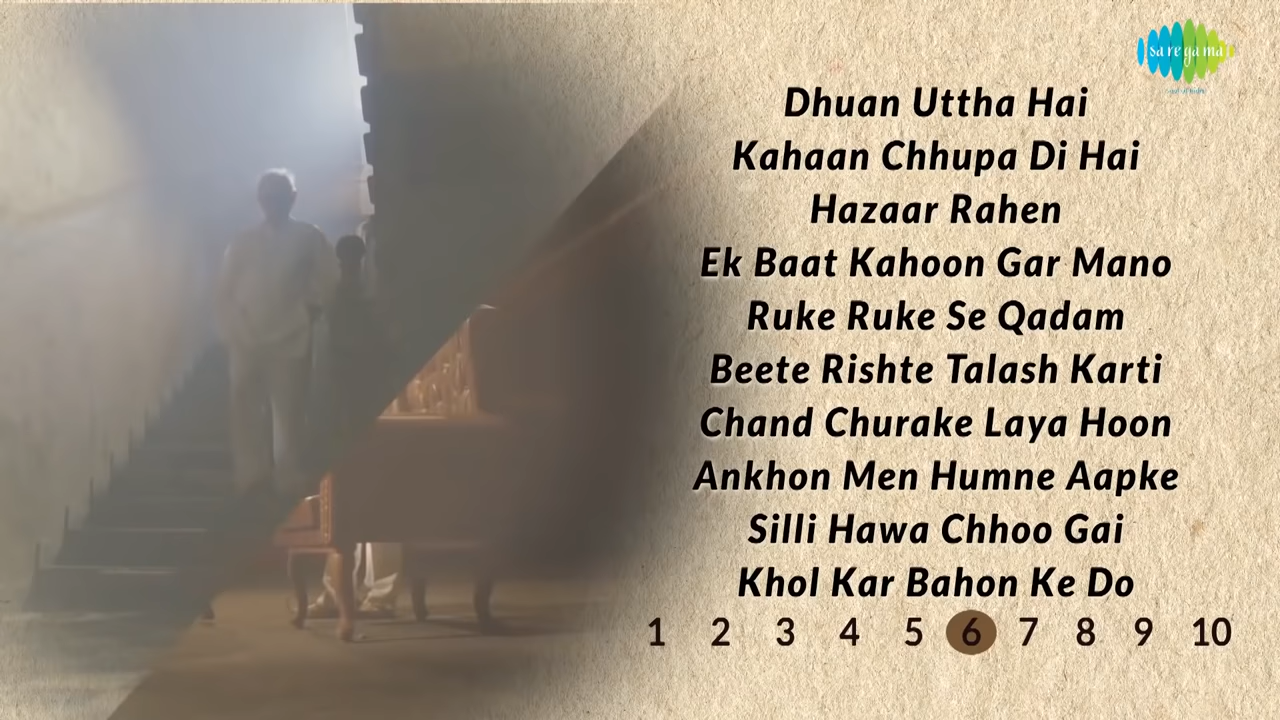 sa re ga ma
Dhuan Uttha Hai
Kahaan Chhupa Di Hai
Hazaar Rahen
Ek Baat Kahoon Gar Mano
Ruke Ruke Se Qadam
Beete Rishte Talash Karti
Chand Churake Laya Hoon
Ankhon Men Humne Aapke
Silli Hawa Chhoo Gai
Khol Kar Bahon Ke Do
1 2 3 4 5 6 7 8 9 10